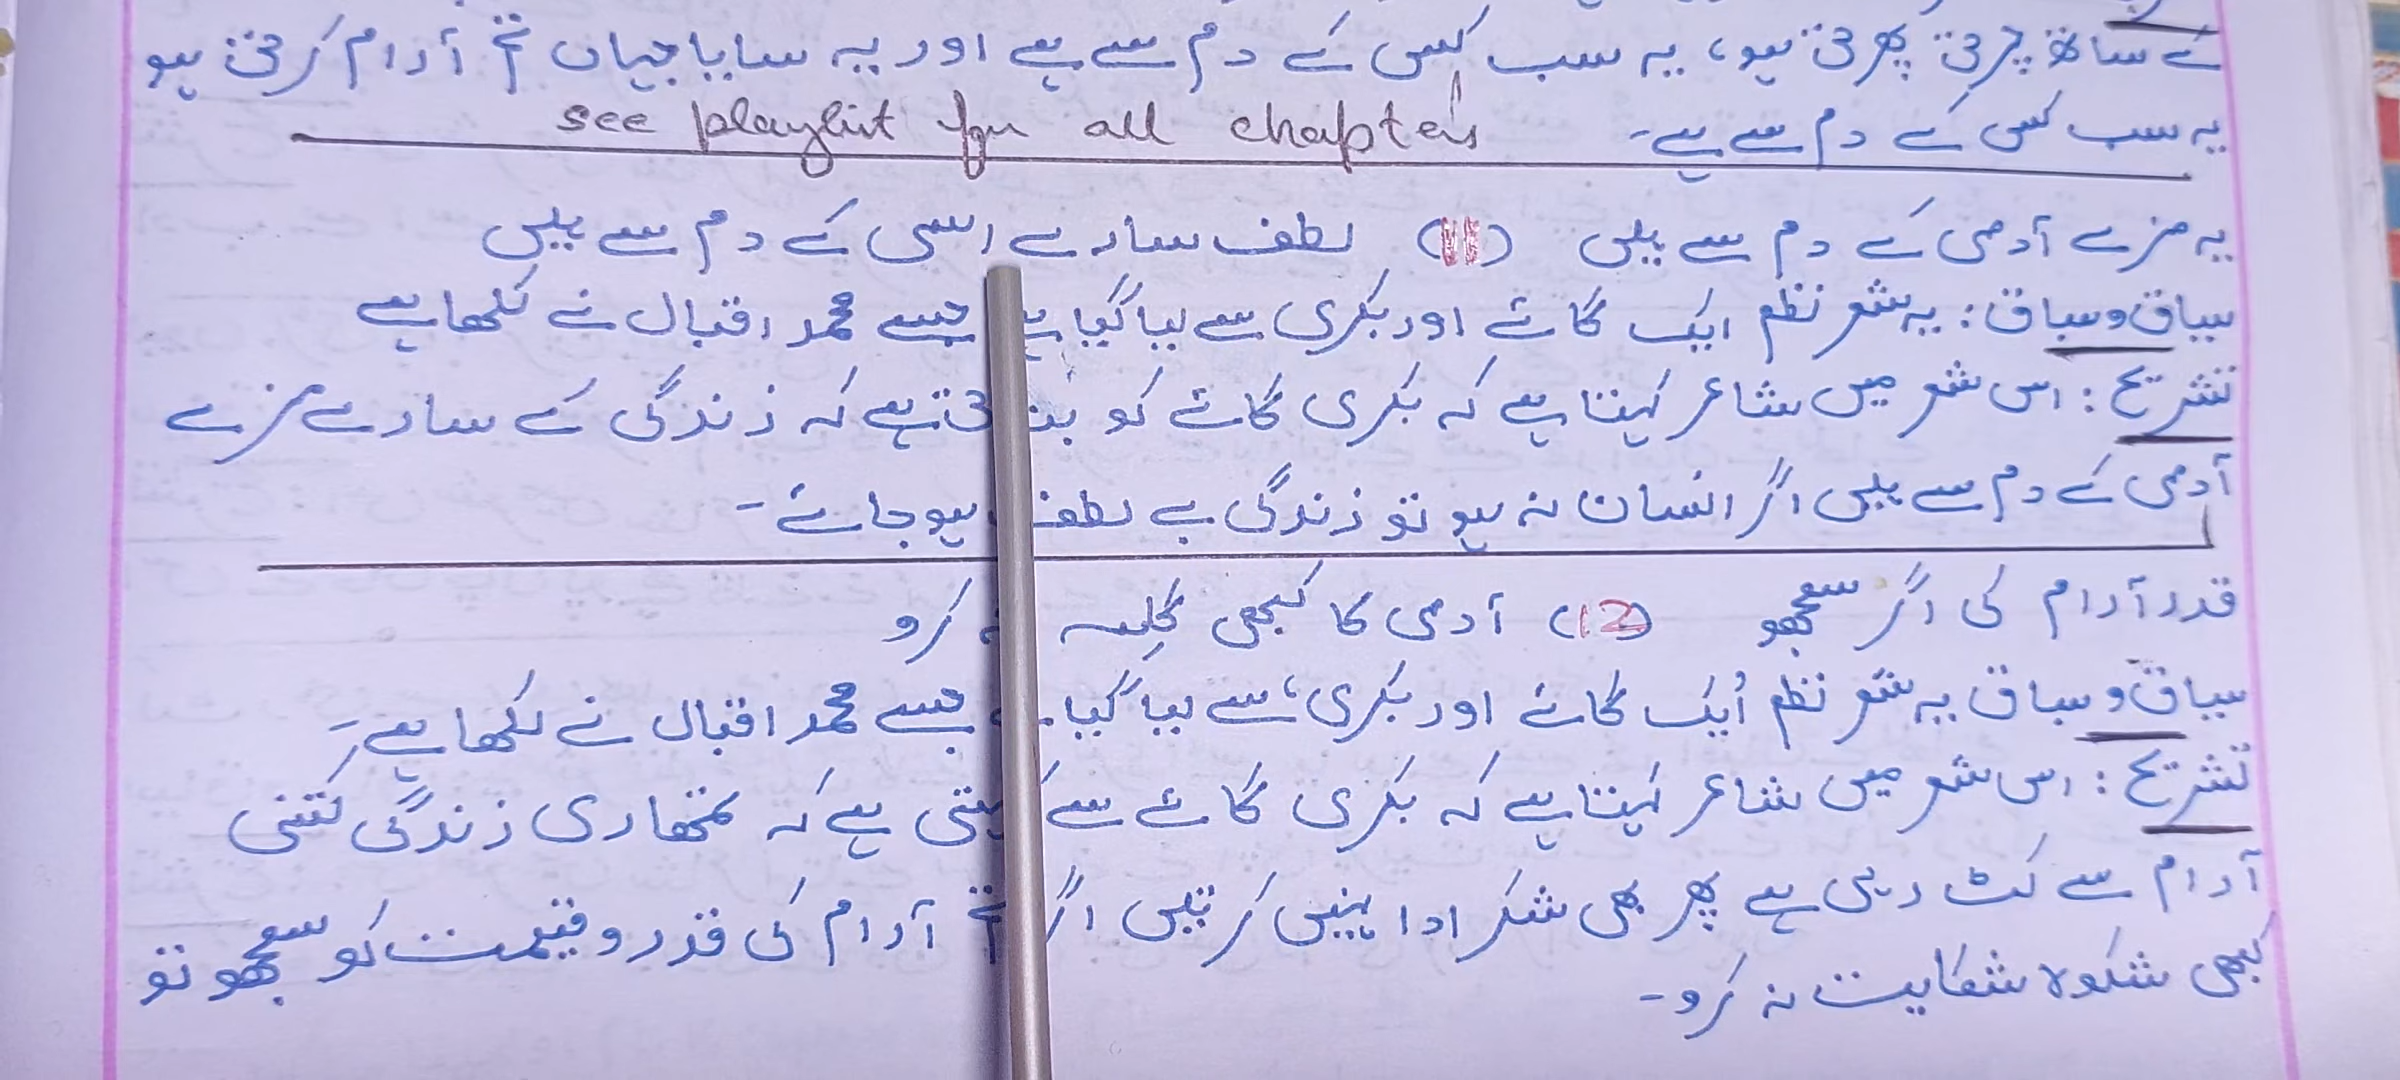 کے ساتھ چرتی پھرتی ہو، یہ سب کس کے دم سے ہے اور یہ سایا جہاں تم آرام کرتی ہو
یہ سب کس کے دم سے ہے۔
see playlist for all chapters
یہ مزے آدمی کے دم سے ہیں (11) لطف سارے اسی کے دم سے ہیں
سیاق و سباق: یہ شعر نظم ایک گائے اور بکری سے لیا گیا ہے جسے محمد اقبال نے لکھا ہے
تشریح: اس شعر میں شاعر کہتا ہے کہ بکری گائے کو ہے کہ زندگی کے سارے مزے
آدمی کے دم سے ہیں اگر انسان نہ ہو تو زندگی بے لطف ہو جائے۔
قدر آرام کی اگر سمجھو (12) آدمی کا کبھی گلہ نہ کرو
سیاق و سباق یہ شعر نظم ایک گائے اور بکری، سے لیا گیا جسے محمد اقبال نے لکھا ہے۔
تشریح: اس شعر میں شاعر کہتا ہے کہ بکری گائے سے کہتی ہے کہ تمھاری زندگی کتنی
آرام سے کٹ رہی ہے پھر بھی شکر ادا نہیں کرتیں اگر تم آرام کی قدر و قیمت کو سمجھو تو
کبھی شکوہ شکایت نہ کرو۔